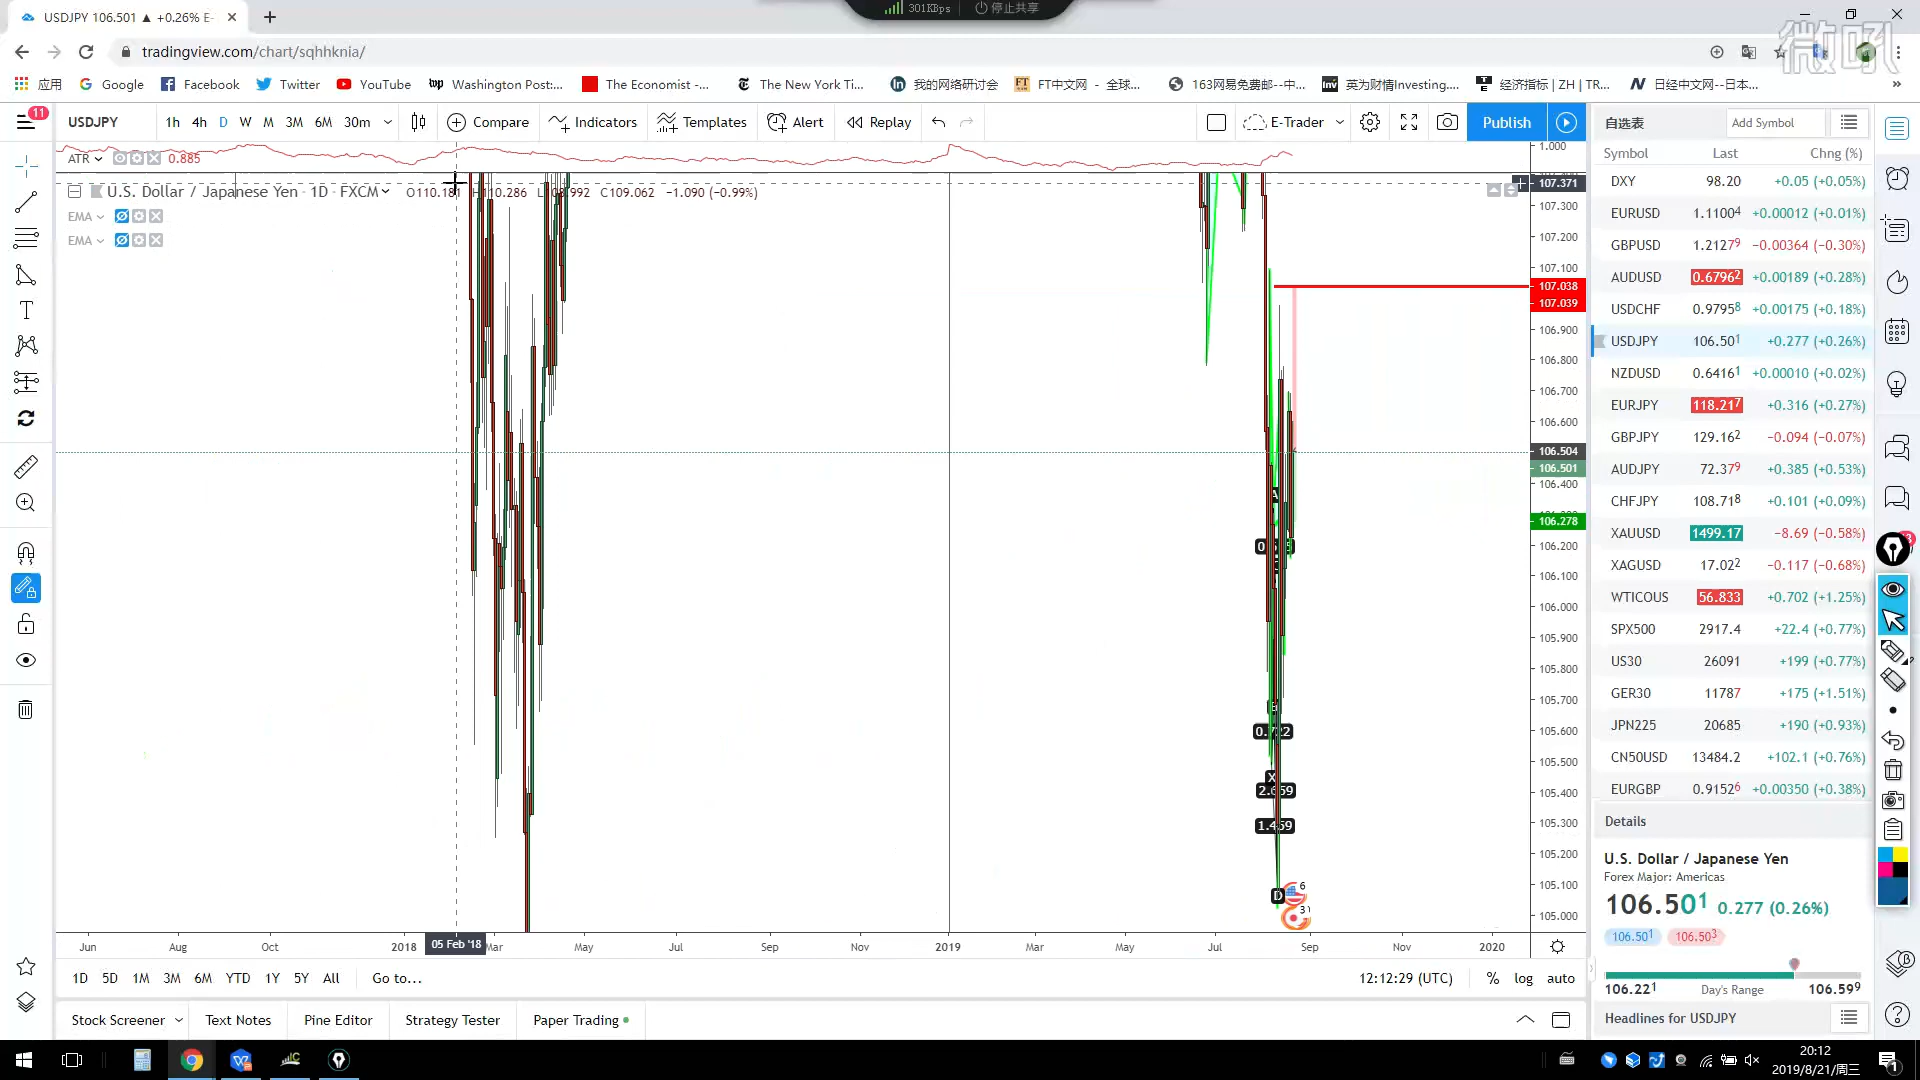 USDJPY 106.501 ▲ +0.26% E-
301KBps
停止共享
微吼
tradingview.com/chart/sqhhknia/
应用
Google
Facebook
Twitter
YouTube
Washington Post:...
The Economist -...
The New York Ti...
我的网络研讨会
FT中文网 - 全球...
163网易免费邮--中...
英为财情Investing....
经济指标 | ZH | TR...
日经中文网--日本...
»
11
USDJPY
1h 4h D W M 3M 6M 30m
Compare
Indicators
Templates
Alert
Replay
E-Trader
Publish
自选表
Add Symbol
ATR 0.885
U.S. Dollar / Japanese Yen · 1D · FXCM
O110.181 H110.286 C109.062 −1.090 (−0.99%)
EMA
EMA
1.000
107.371
107.300
107.200
107.100
107.038
107.039
106.900
106.800
106.700
106.600
106.504
106.501
106.400
106.278
106.200
106.100
106.000
105.900
105.800
105.700
105.600
105.500
105.400
105.300
105.200
105.100
105.000
A
X
D
6
3
Jun Aug Oct 2018 05 Feb '18 Mar May Jul Sep Nov 2019 Mar May Jul Sep Nov 2020
1D 5D 1M 3M 6M YTD 1Y 5Y All Go to...
12:12:29 (UTC) % log auto
Stock Screener Text Notes Pine Editor Strategy Tester Paper Trading
Symbol Last Chng (%)
DXY 98.20 +0.05 (+0.05%)
EURUSD 1.11004 +0.00012 (+0.01%)
GBPUSD 1.21279 −0.00364 (−0.30%)
AUDUSD 0.67962 +0.00189 (+0.28%)
USDCHF 0.97958 +0.00175 (+0.18%)
USDJPY 106.501 +0.277 (+0.26%)
NZDUSD 0.64161 +0.00010 (+0.02%)
EURJPY 118.217 +0.316 (+0.27%)
GBPJPY 129.162 −0.094 (−0.07%)
AUDJPY 72.379 +0.385 (+0.53%)
CHFJPY 108.718 +0.101 (+0.09%)
XAUUSD 1499.17 −8.69 (−0.58%)
XAGUSD 17.022 −0.117 (−0.68%)
WTICOUS 56.833 +0.702 (+1.25%)
SPX500 2917.4 +22.4 (+0.77%)
US30 26091 +199 (+0.77%)
GER30 11787 +175 (+1.51%)
JPN225 20685 +190 (+0.93%)
CN50USD 13484.2 +102.1 (+0.76%)
EURGBP 0.91526 +0.00350 (+0.38%)
Details
U.S. Dollar / Japanese Yen
Forex Major: Americas
106.501 0.277 (0.26%)
106.501 106.503
106.221 Day's Range 106.599
Headlines for USDJPY
20:12
2019/8/21/周三
1